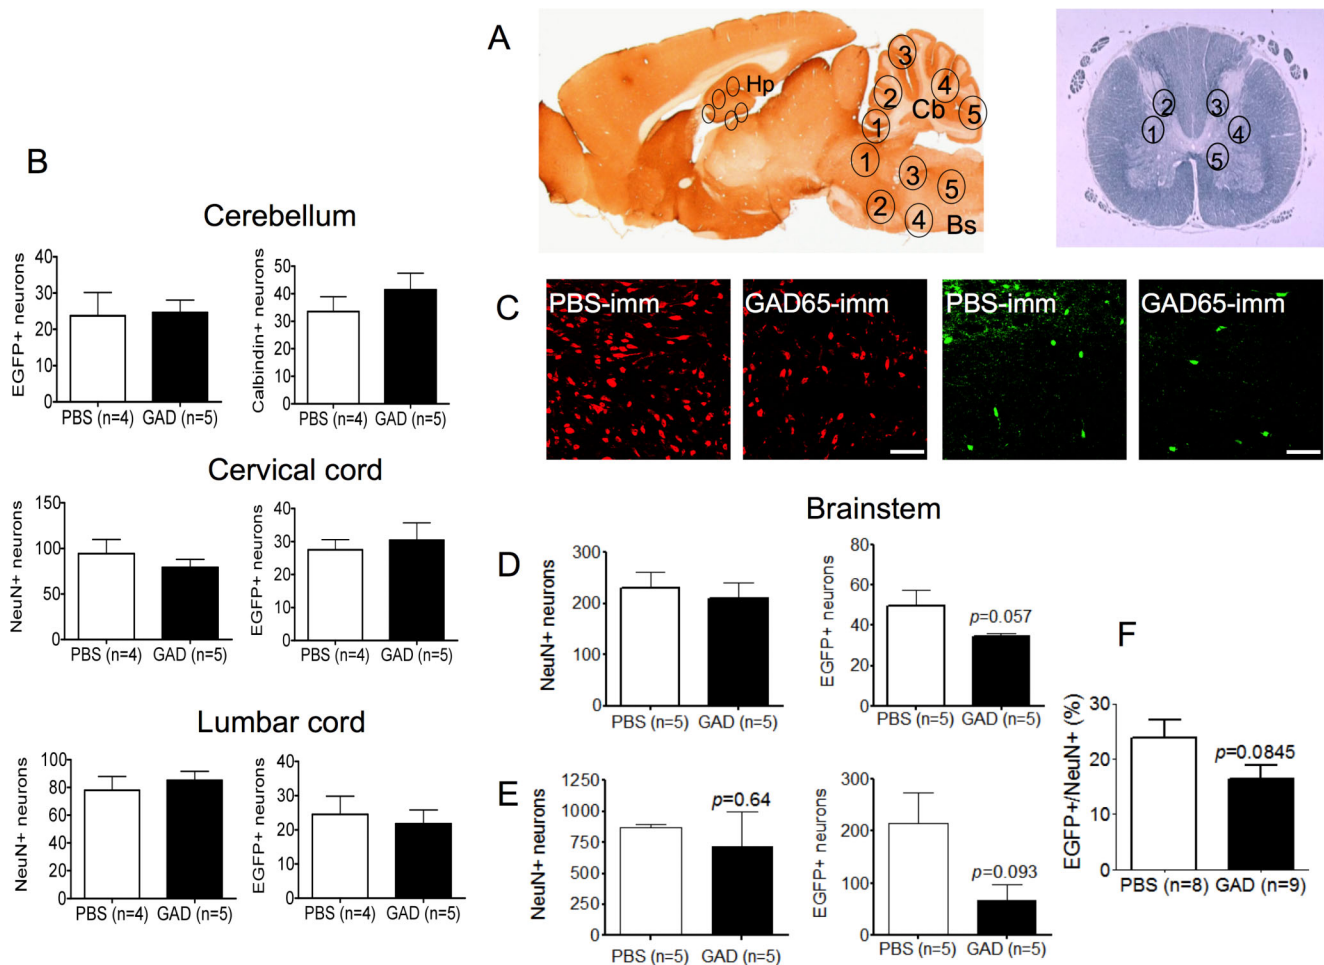 A
Hp
3
4
2
Cb
5
1
1
3
5
2
4
Bs
2
3
1
4
5
B
Cerebellum
EGFP+ neurons
40
30
20
10
0
PBS (n=4) GAD (n=5)
Calbindin+ neurons
50
40
30
20
10
0
PBS (n=4) GAD (n=5)
Cervical cord
NeuN+ neurons
150
100
50
0
PBS (n=4) GAD (n=5)
EGFP+ neurons
40
30
20
10
0
PBS (n=4) GAD (n=5)
Lumbar cord
NeuN+ neurons
100
80
60
40
20
0
PBS (n=4) GAD (n=5)
EGFP+ neurons
40
30
20
10
0
PBS (n=4) GAD (n=5)
C
PBS-imm
GAD65-imm
PBS-imm
GAD65-imm
Brainstem
D
NeuN+ neurons
300
200
100
0
PBS (n=5) GAD (n=5)
EGFP+ neurons
80
60
40
20
0
p=0.057
PBS (n=5) GAD (n=5)
E
NeuN+ neurons
1250
1000
750
500
250
0
p=0.64
PBS (n=5) GAD (n=5)
EGFP+ neurons
300
200
100
0
p=0.093
PBS (n=5) GAD (n=5)
F
EGFP+/NeuN+ (%)
30
20
10
0
p=0.0845
PBS (n=8) GAD (n=9)